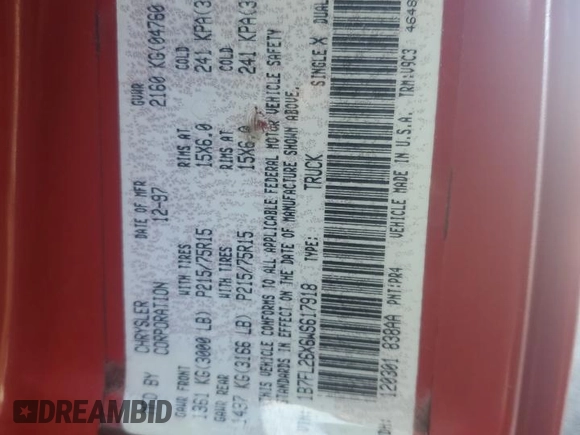 MFD BY CHRYSLER CORPORATION DATE OF MFR 12-97 GVWR 2160 KG(04760
GAWR FRONT WITH TIRES RIMS AT COLD
1361 KG(3000 LB) P215/75R15 15X6.0 241 KPA(3
GAWR REAR WITH TIRES RIMS AT COLD
1437 KG(3166 LB) P215/75R15 15X6.0 241 KPA(3
THIS VEHICLE CONFORMS TO ALL APPLICABLE FEDERAL MOTOR VEHICLE SAFETY
STANDARDS IN EFFECT ON THE DATE OF MANUFACTURE SHOWN ABOVE.
1B7FL26X6WS617918 TYPE: TRUCK SINGLE X DUAL
120301 B38AA PNT:PR4 VEHICLE MADE IN U.S.A. TRM:V9C3 4648
DREAMBID